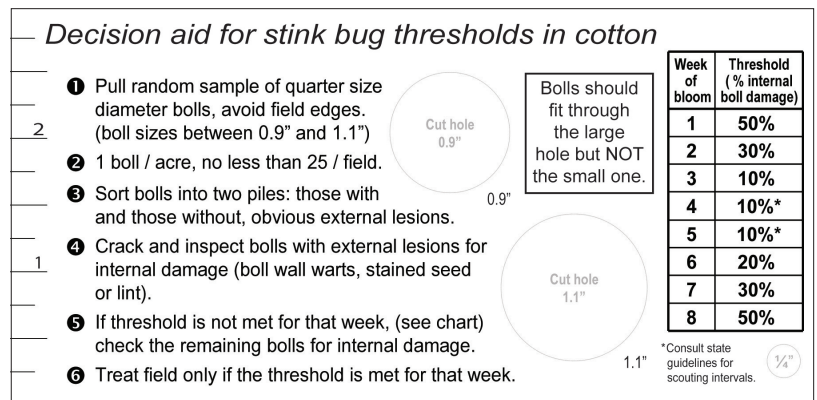 Decision aid for stink bug thresholds in cotton
❶ Pull random sample of quarter size
diameter bolls, avoid field edges.
(boll sizes between 0.9” and 1.1”)
❷ 1 boll / acre, no less than 25 / field.
❸ Sort bolls into two piles: those with
and those without, obvious external lesions.
❹ Crack and inspect bolls with external lesions for
internal damage (boll wall warts, stained seed
or lint).
❺ If threshold is not met for that week, (see chart)
check the remaining bolls for internal damage.
❻ Treat field only if the threshold is met for that week.
2
1
Cut hole
0.9”
0.9”
Bolls should
fit through
the large
hole but NOT
the small one.
Cut hole
1.1”
1.1”
Week
of
bloom
Threshold
( % internal
boll damage)
1 50%
2 30%
3 10%
4 10%*
5 10%*
6 20%
7 30%
8 50%
*Consult state
guidelines for
scouting intervals.
¼”